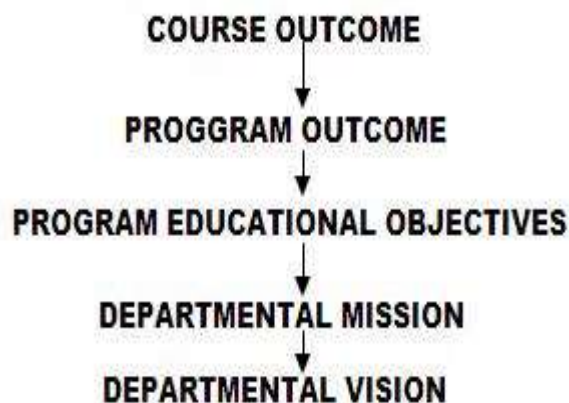 COURSE OUTCOME
PROGGRAM OUTCOME
PROGRAM EDUCATIONAL OBJECTIVES
DEPARTMENTAL MISSION
DEPARTMENTAL VISION